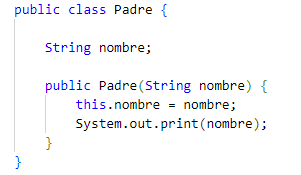 public class Padre {
String nombre;
public Padre(String nombre) {
this.nombre = nombre;
System.out.print(nombre);
}
}